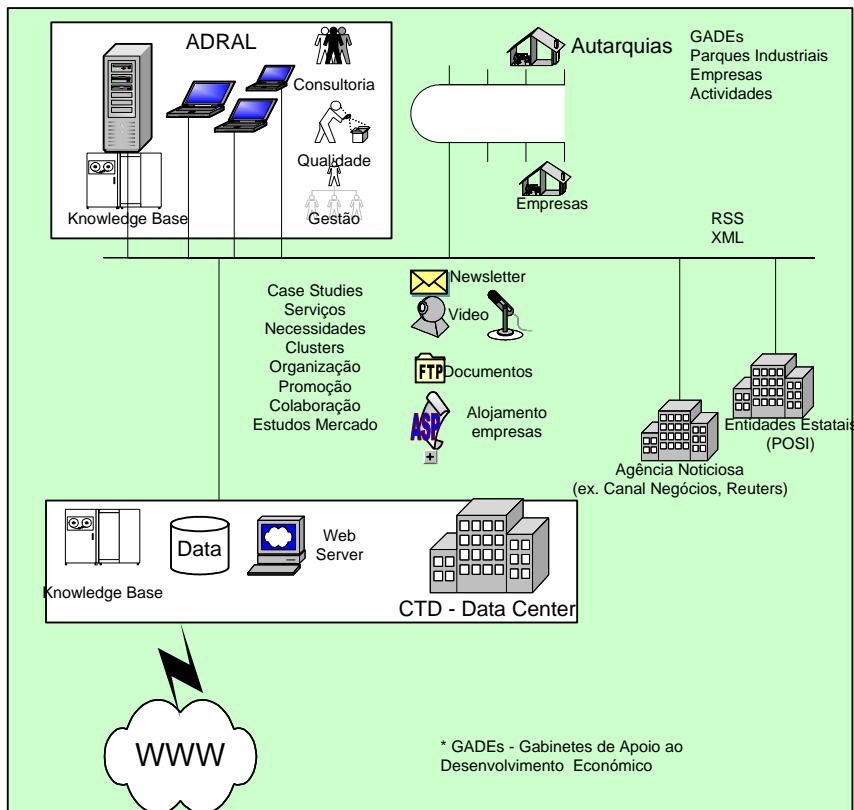 ADRAL
Consultoria
Qualidade
Knowledge Base
Gestão
Autarquias
GADEs
Parques Industriais
Empresas
Actividades
Empresas
RSS
XML
Case Studies
Serviços
Necessidades
Clusters
Organização
Promoção
Colaboração
Estudos Mercado
Newsletter
Video
FTP
Documentos
ASP
Alojamento
empresas
Entidades Estatais
(POSI)
Agência Noticiosa
(ex. Canal Negócios, Reuters)
Knowledge Base
Data
Web
Server
CTD - Data Center
WWW
* GADEs - Gabinetes de Apoio ao
Desenvolvimento Económico